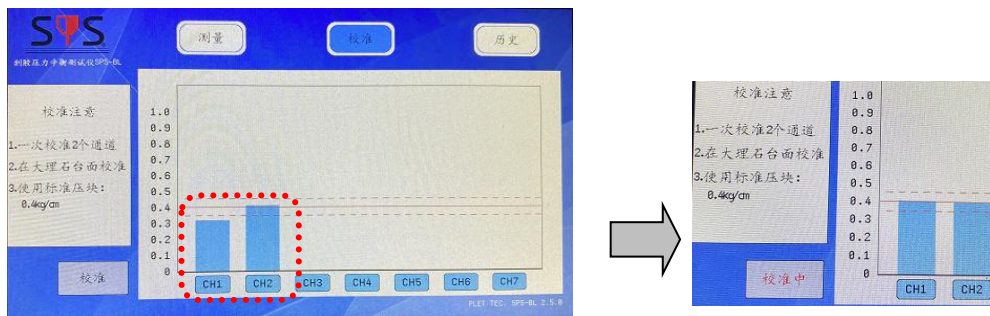 SPS
测量
校准
历史
刮胶压力平衡测试仪SPS-BL
校准注意
1.一次校准2个通道
2.在大理石台面校准
3.使用标准压块:
0.4kg/cm
校准
1.0
0.9
0.8
0.7
0.6
0.5
0.4
0.3
0.2
0.1
0
CH1 CH2 CH3 CH4 CH5 CH6 CH7
PLET TEC. SPS-BL 2.5.0
校准注意
1.一次校准2个通道
2.在大理石台面校准
3.使用标准压块:
0.4kg/cm
校准中
1.0
0.9
0.8
0.7
0.6
0.5
0.4
0.3
0.2
0.1
0
CH1 CH2